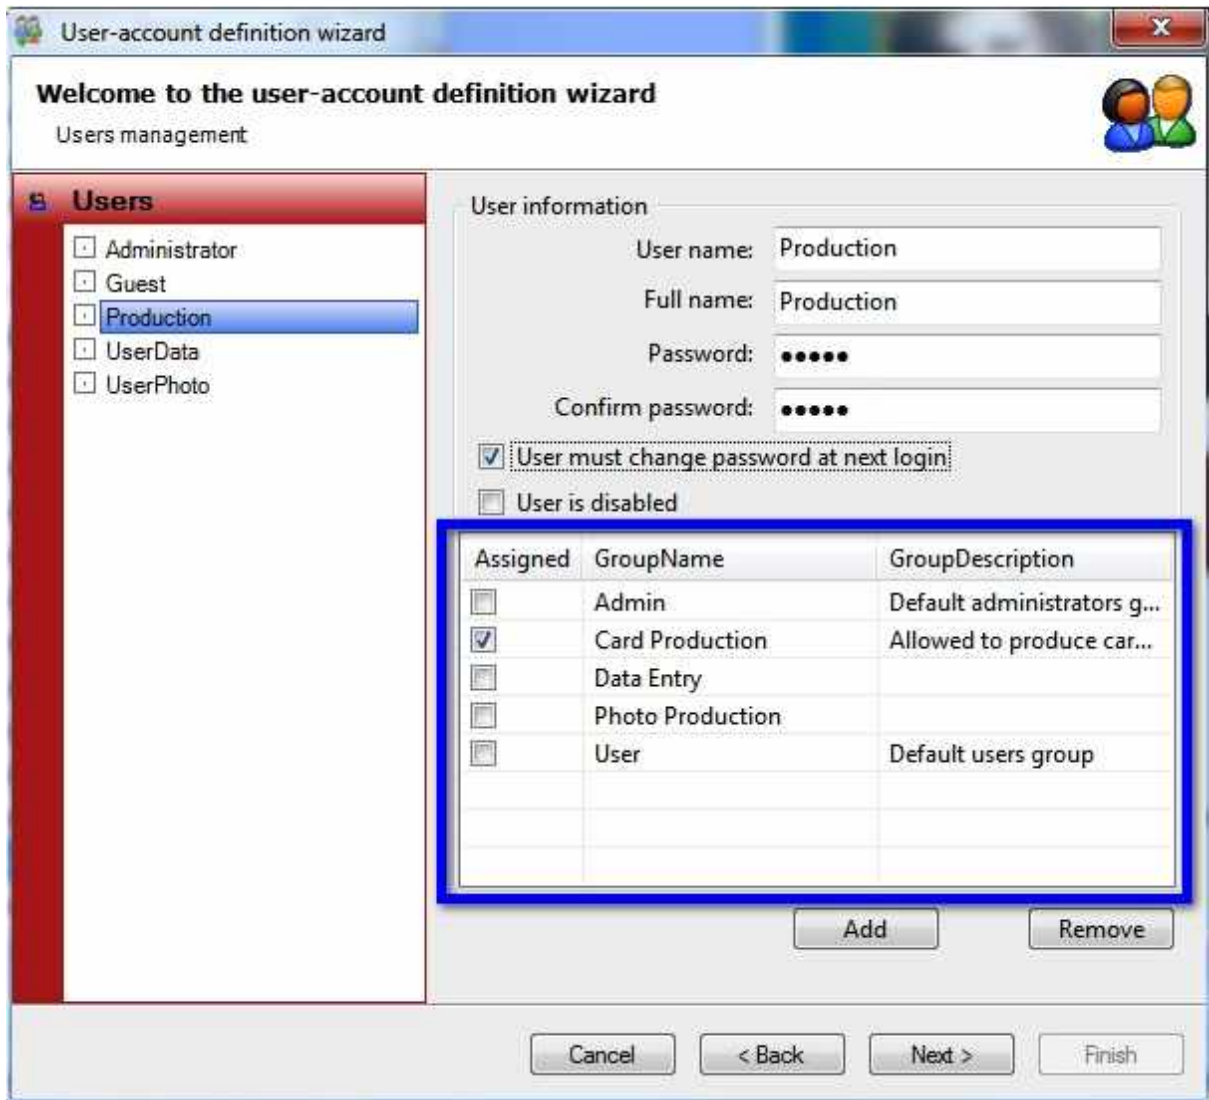 User-account definition wizard
Welcome to the user-account definition wizard
Users management
Users
Administrator
Guest
Production
UserData
UserPhoto
User information
User name: Production
Full name: Production
Password: ●●●●●
Confirm password: ●●●●●
User must change password at next login
User is disabled
Assigned GroupName GroupDescription
Admin Default administrators g...
Card Production Allowed to produce car...
Data Entry
Photo Production
User Default users group
Add Remove
Cancel < Back Next > Finish